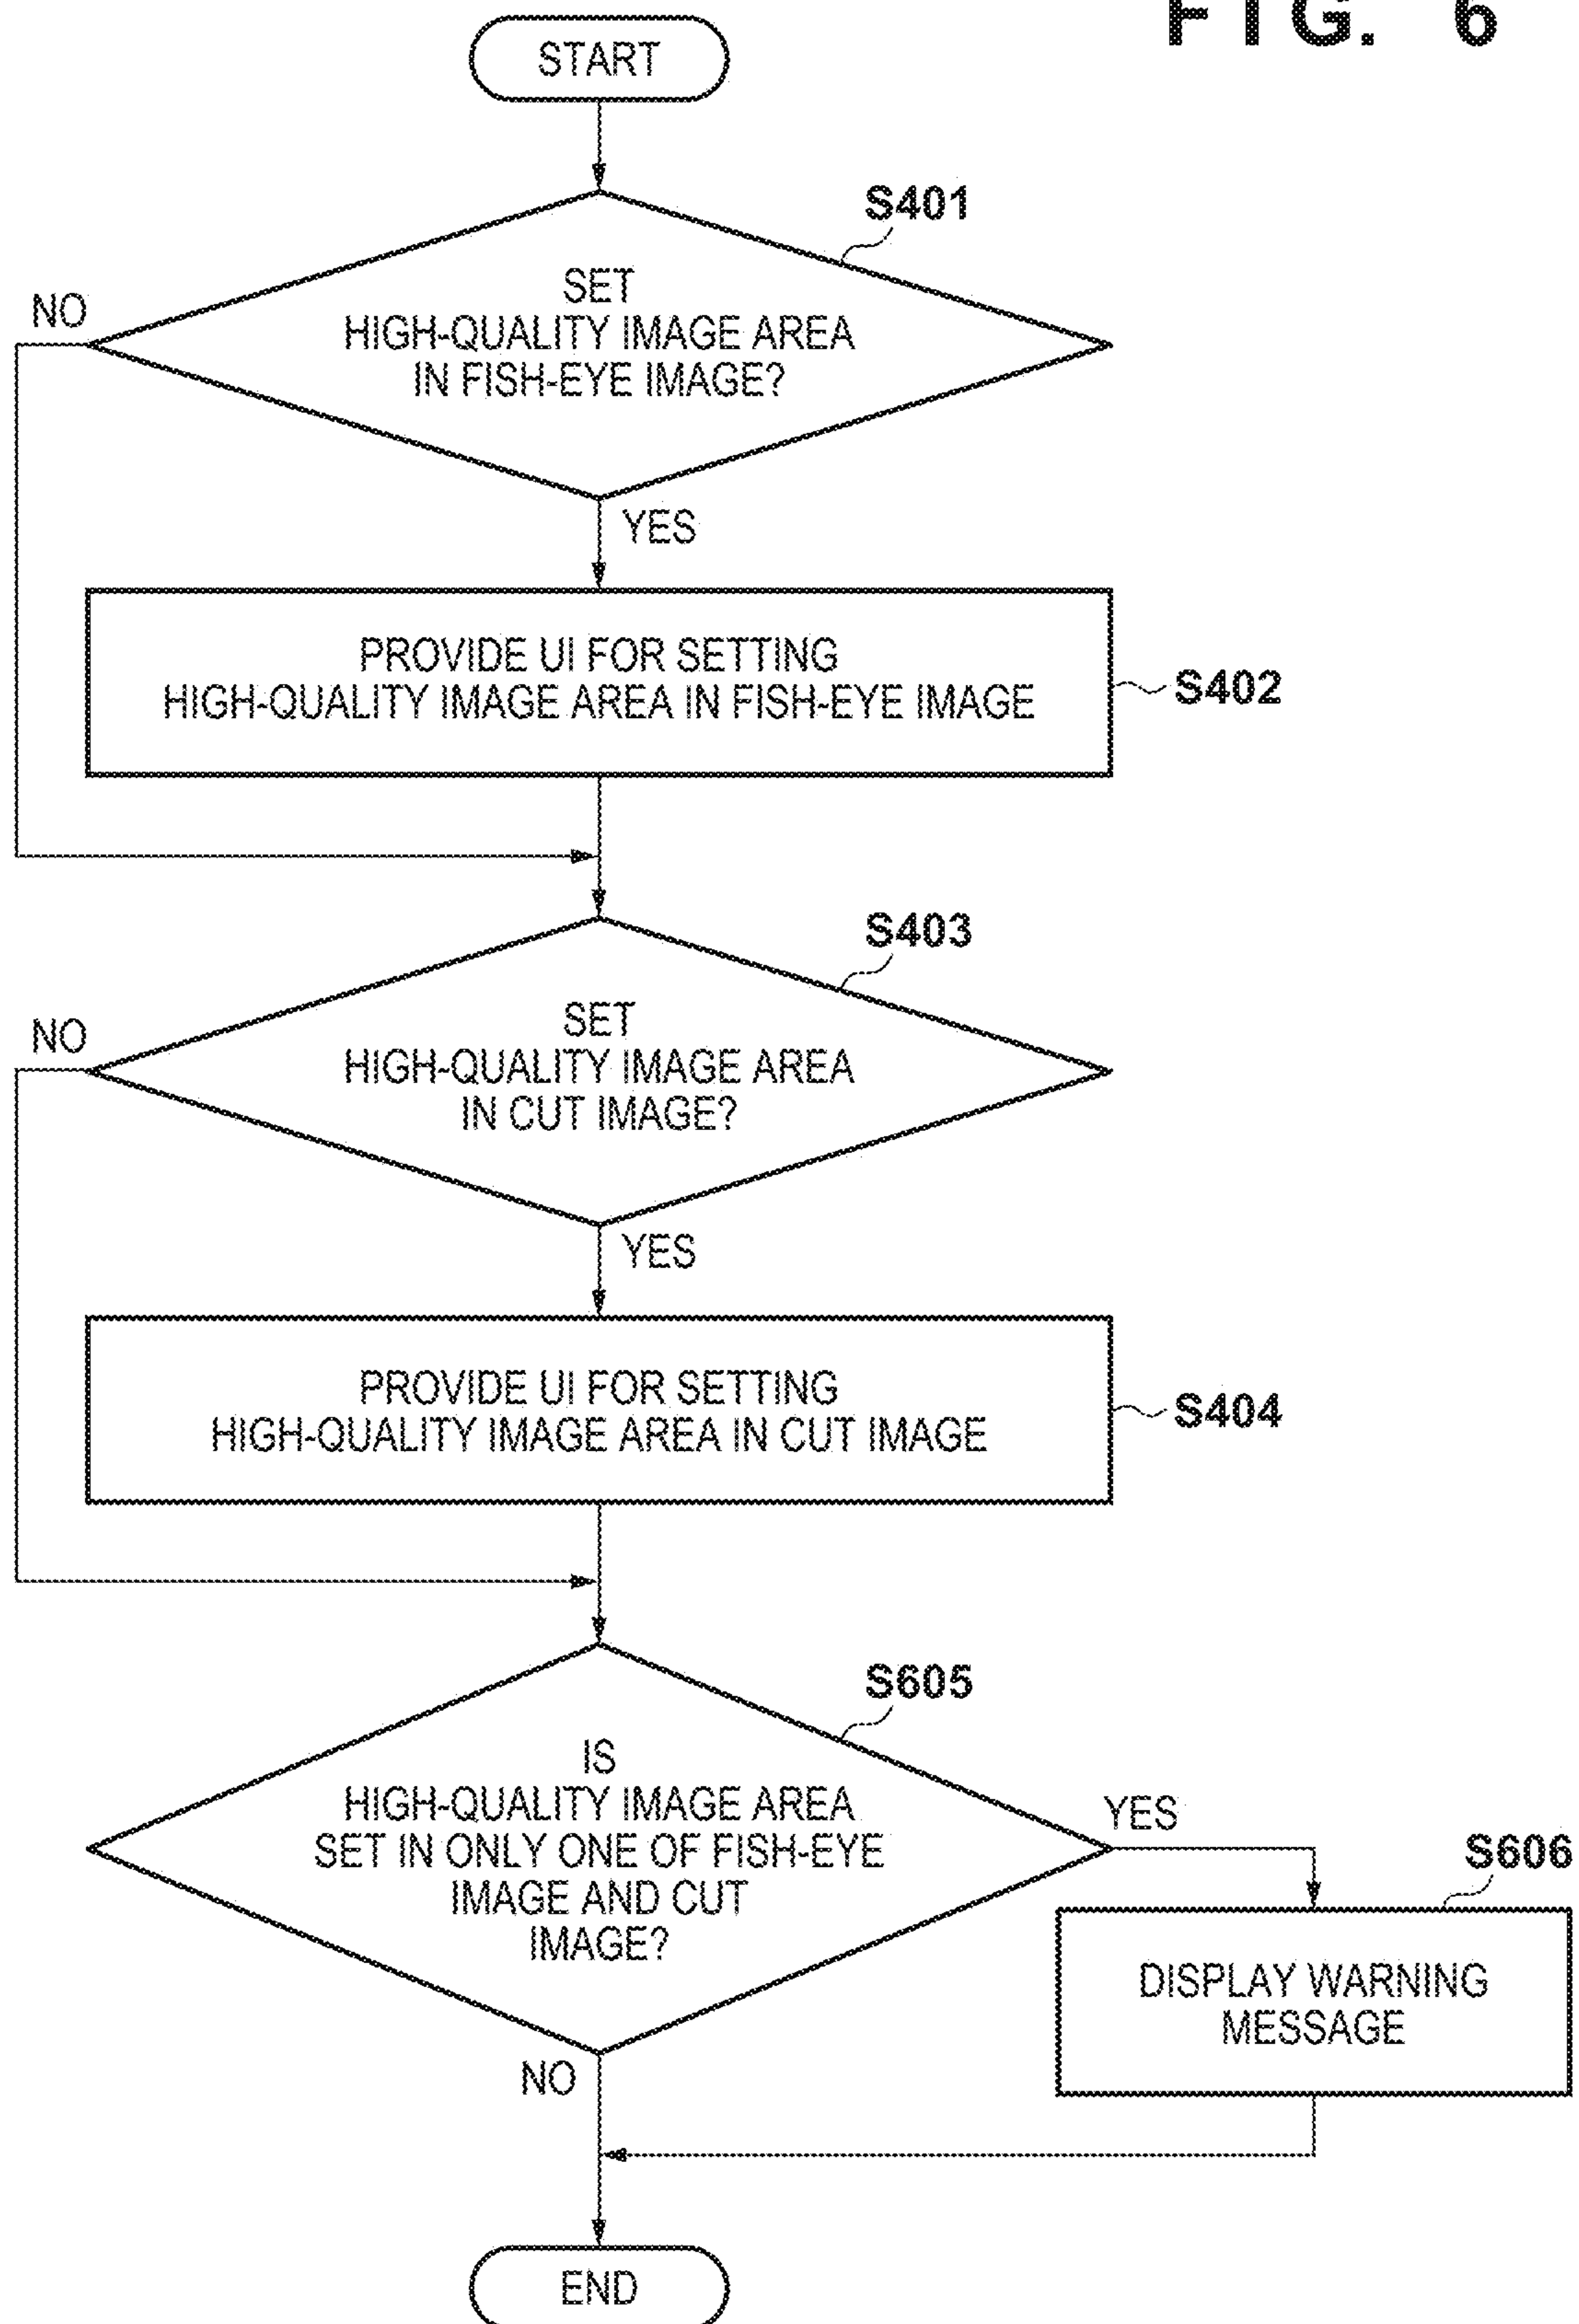 FIG. 6
START
S401
SET
HIGH-QUALITY IMAGE AREA
IN FISH-EYE IMAGE?
NO
YES
PROVIDE UI FOR SETTING
HIGH-QUALITY IMAGE AREA IN FISH-EYE IMAGE
S402
S403
SET
HIGH-QUALITY IMAGE AREA
IN CUT IMAGE?
NO
YES
PROVIDE UI FOR SETTING
HIGH-QUALITY IMAGE AREA IN CUT IMAGE
S404
S605
IS
HIGH-QUALITY IMAGE AREA
SET IN ONLY ONE OF FISH-EYE
IMAGE AND CUT
IMAGE?
YES
S606
DISPLAY WARNING
MESSAGE
NO
END